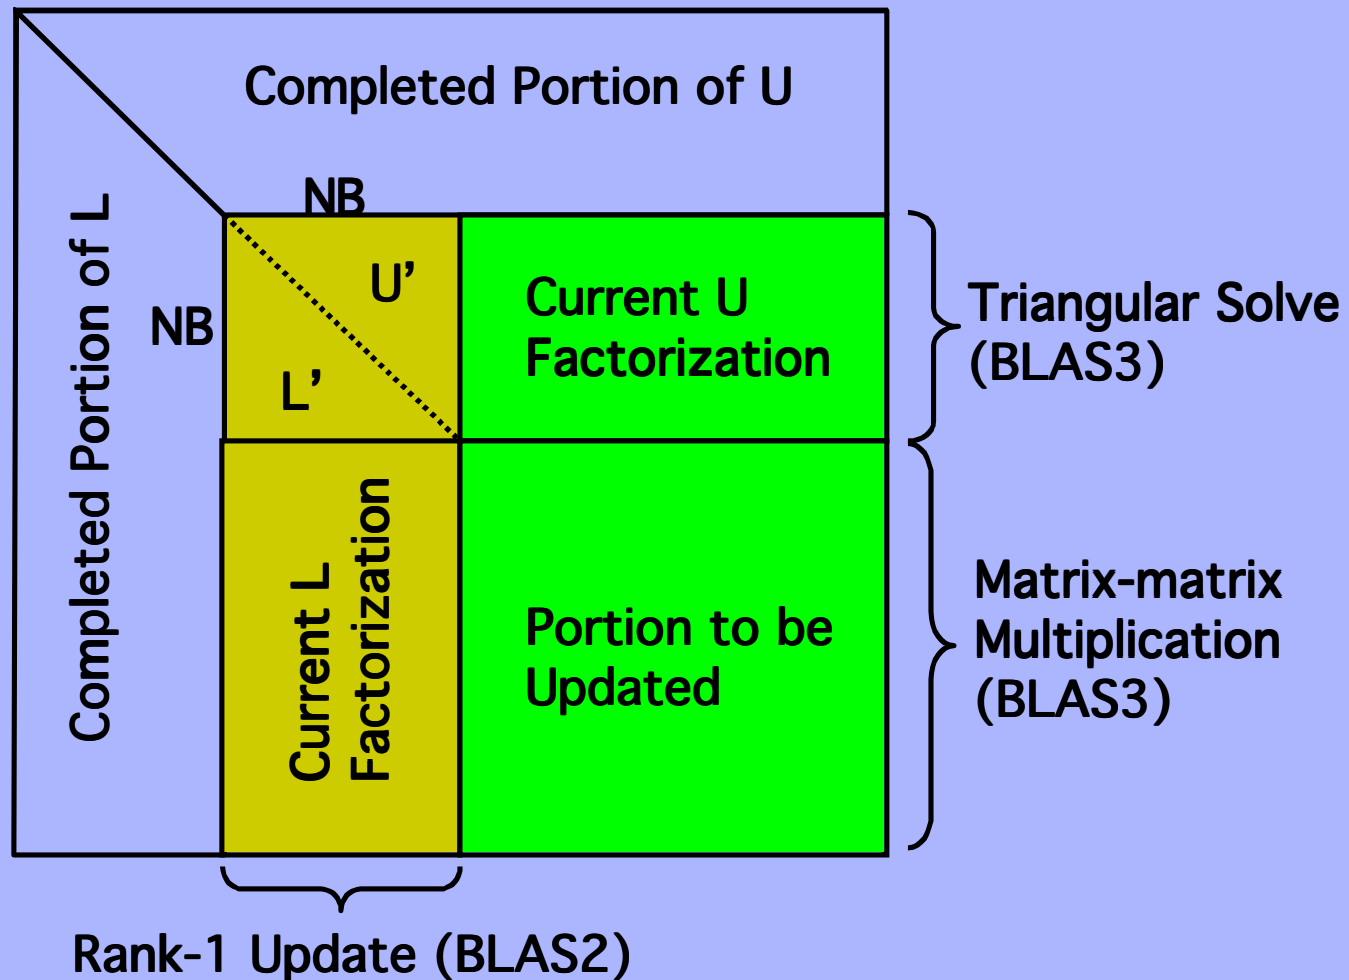 Completed Portion of U
NB
Completed Portion of L
NB
U’
L’
Current U
Factorization
Triangular Solve
(BLAS3)
Current L
Factorization
Portion to be
Updated
Matrix-matrix
Multiplication
(BLAS3)
Rank-1 Update (BLAS2)